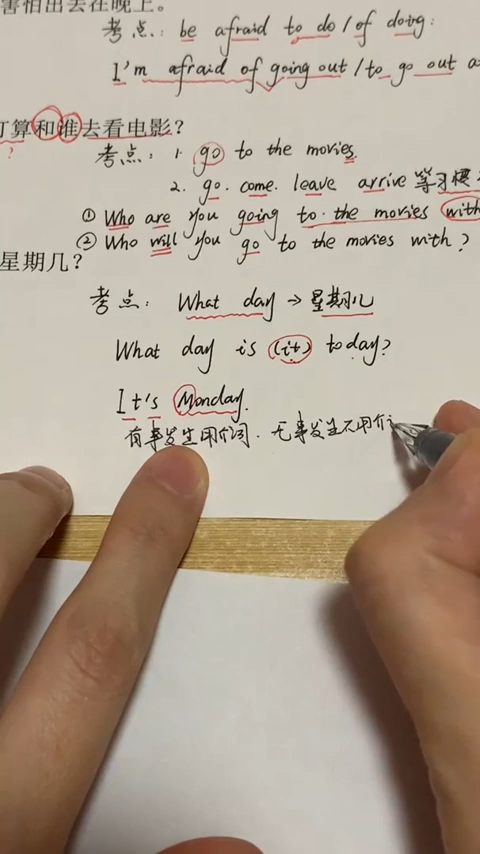 害怕出去在晚上。
考点: be afraid to do / of doing:
I'm afraid of going out / to go out a
打算和谁去看电影?
考点: 1. go to the movies.
2. go. come. leave arrive 等习惯
① Who are you going to the movies with
② Who will you go to the movies with?
星期几?
考点: What day → 星期几
What day is (it) today?
It's Monday.
有事发生用介词. 无事发生不用介